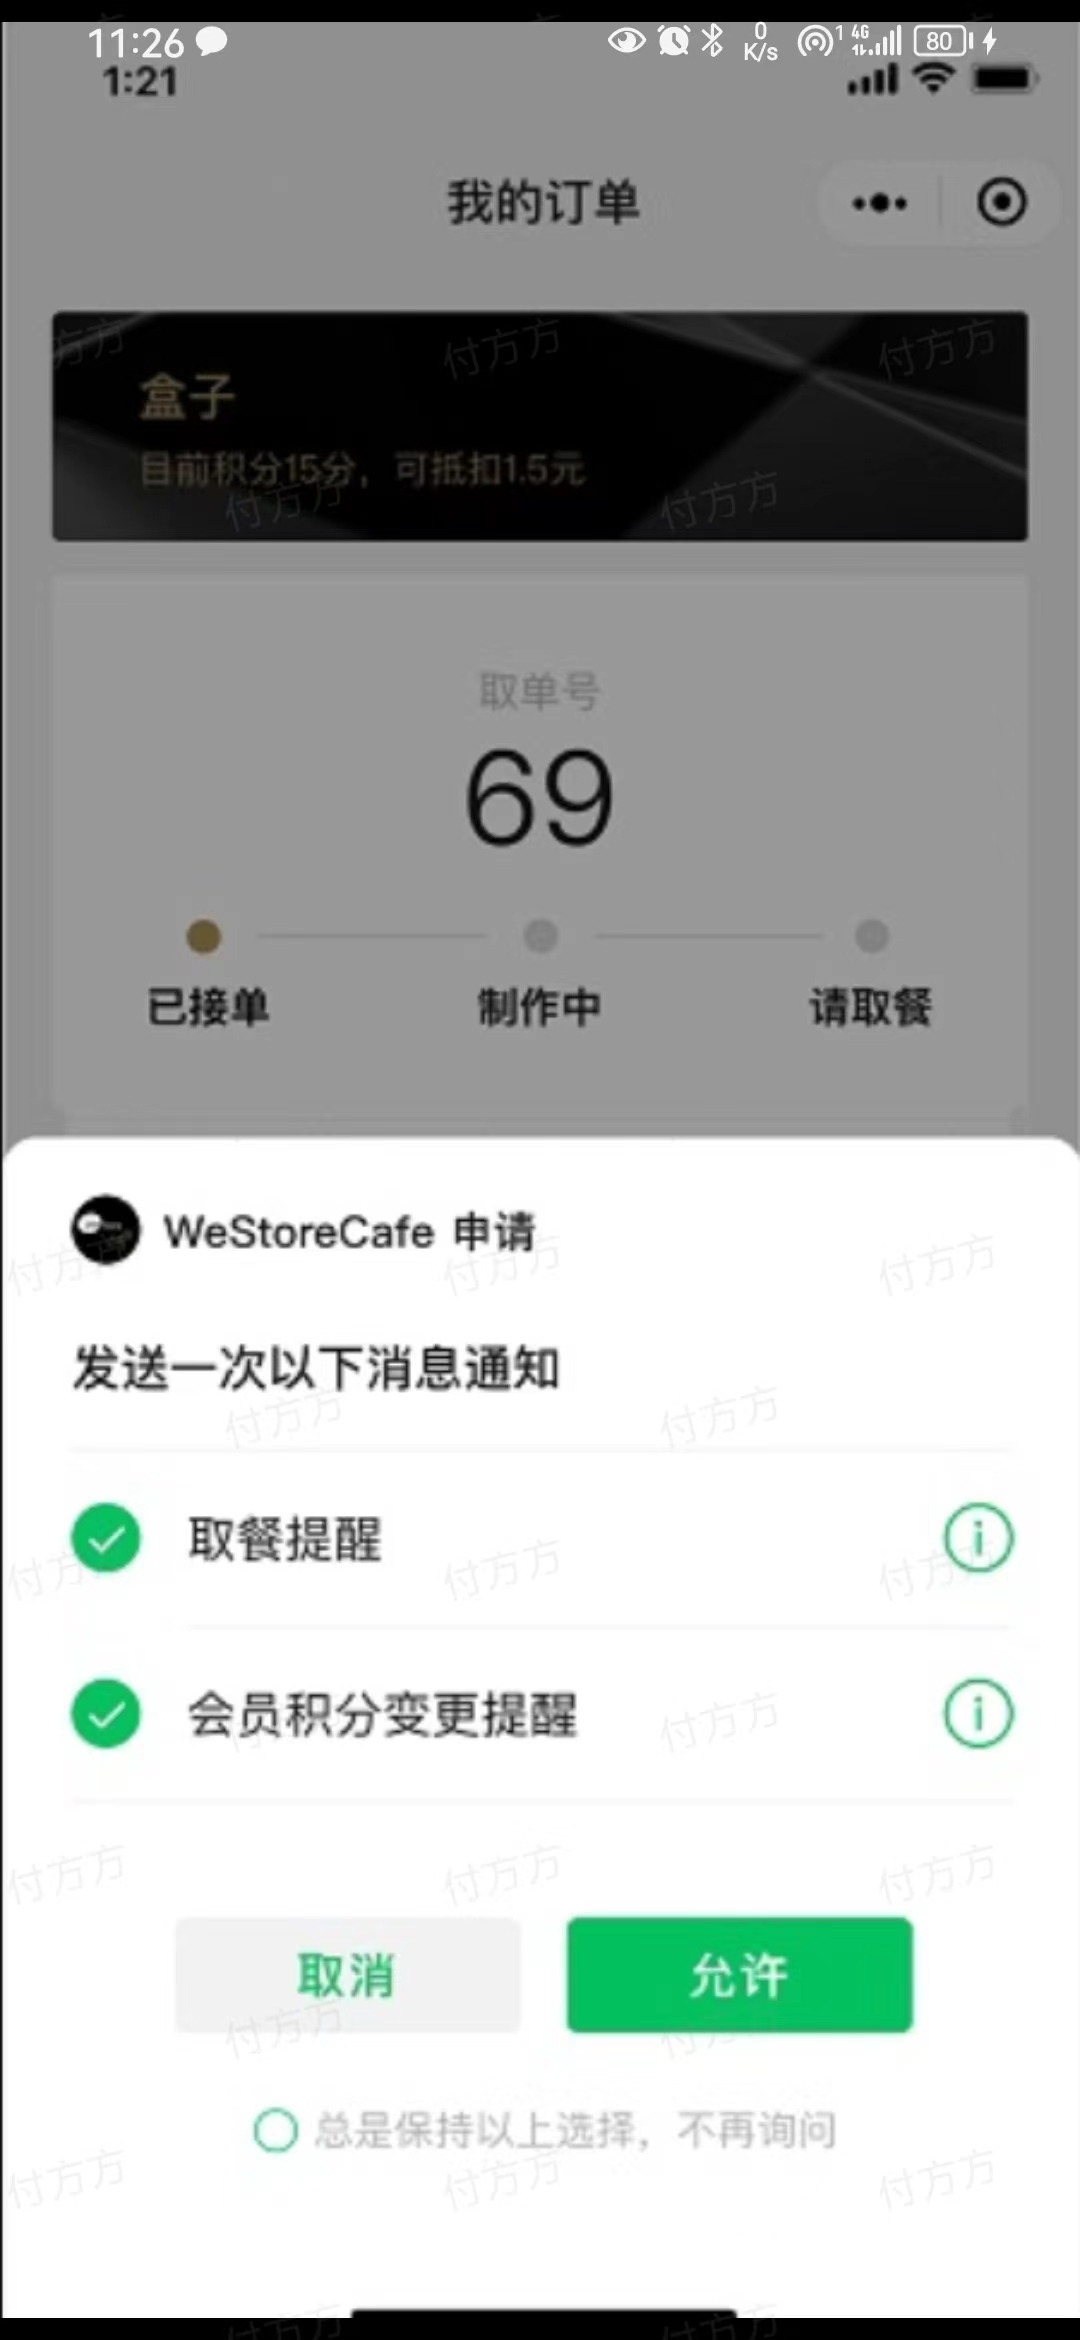 11:26
0
K/s
1
4G
80
1:21
我的订单
盒子
目前积分15分，可抵扣1.5元
取单号
69
已接单
制作中
请取餐
WeStoreCafe 申请
发送一次以下消息通知
取餐提醒
会员积分变更提醒
取消
允许
总是保持以上选择，不再询问
付方方